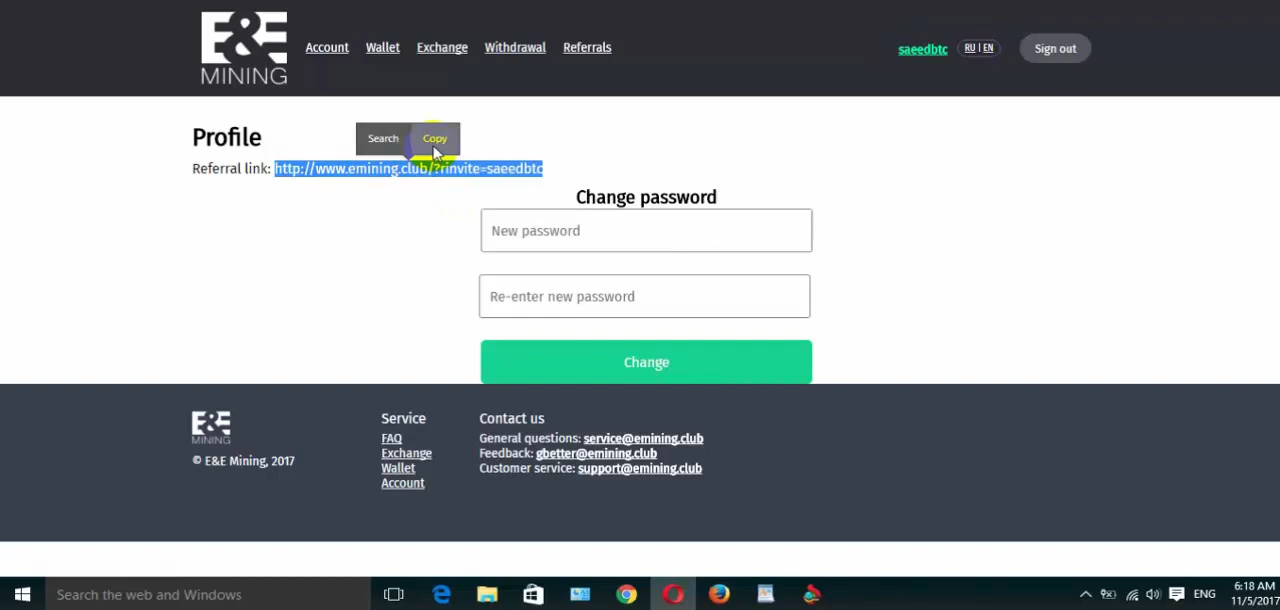 E&E
MINING
Account Wallet Exchange Withdrawal Referrals
saeedbtc RU | EN Sign out
Profile
Search Copy
Referral link: http://www.emining.club/?rinvite=saeedbtc
Change password
New password
Re-enter new password
Change
E&E
MINING
© E&E Mining, 2017
Service
FAQ
Exchange
Wallet
Account
Contact us
General questions: service@emining.club
Feedback: gbetter@emining.club
Customer service: support@emining.club
Search the web and Windows
ENG
6:18 AM
11/5/2017